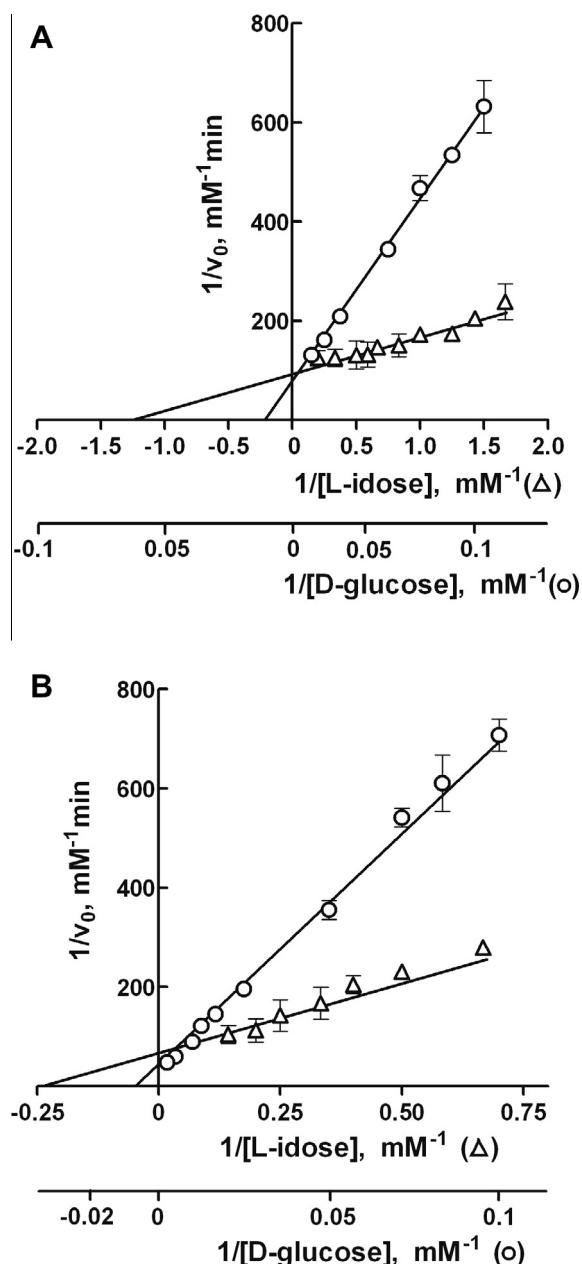 A
800
600
400
200
1/v0, mM-1min
-2.0 -1.5 1.0 -0.5 0 0.5 1.0 1.5 2.0
1/[L-idose], mM-1(△)
-0.1 0.05 0 0.05 0.1
1/[D-glucose], mM-1(o)
B
800
600
400
200
1/v0, mM-1min
-0.25 0 0.25 0.50 0.75
1/[L-idose], mM-1 (△)
-0.02 0 0.05 0.1
1/[D-glucose], mM-1 (o)